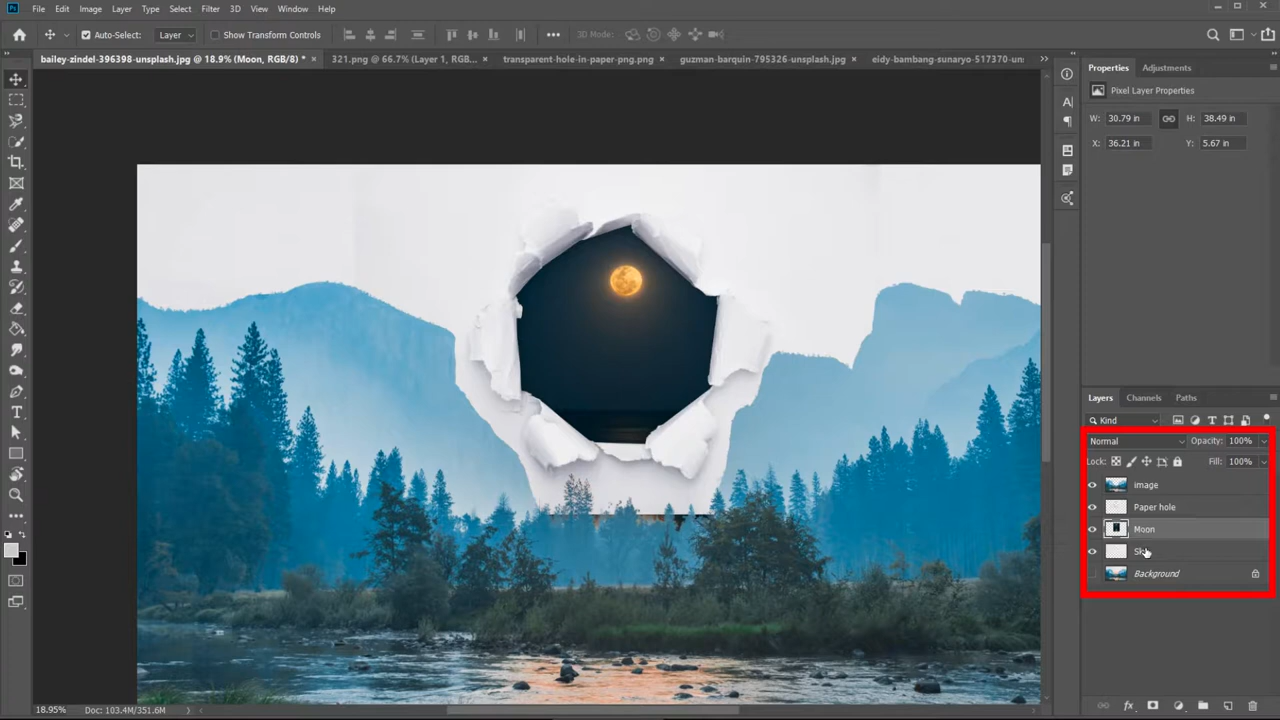 Ps File Edit Image Layer Type Select Filter 3D View Window Help
Auto-Select: Layer Show Transform Controls 3D Mode:
bailey-zindel-396398-unsplash.jpg @ 18.9% (Moon, RGB/8) * × 321.png @ 66.7% (Layer 1, RGB... × transparent-hole-in-paper-png.png × guzman-barquin-795326-unsplash.jpg × eidy-bambang-sunaryo-517370-un
Properties Adjustments
Pixel Layer Properties
W: 30.79 in H: 38.49 in
X: 36.21 in Y: 5.67 in
Layers Channels Paths
Kind
Normal Opacity: 100%
Lock: Fill: 100%
image
Paper hole
Moon
Background
18.95% Doc: 103.4M/351.6M